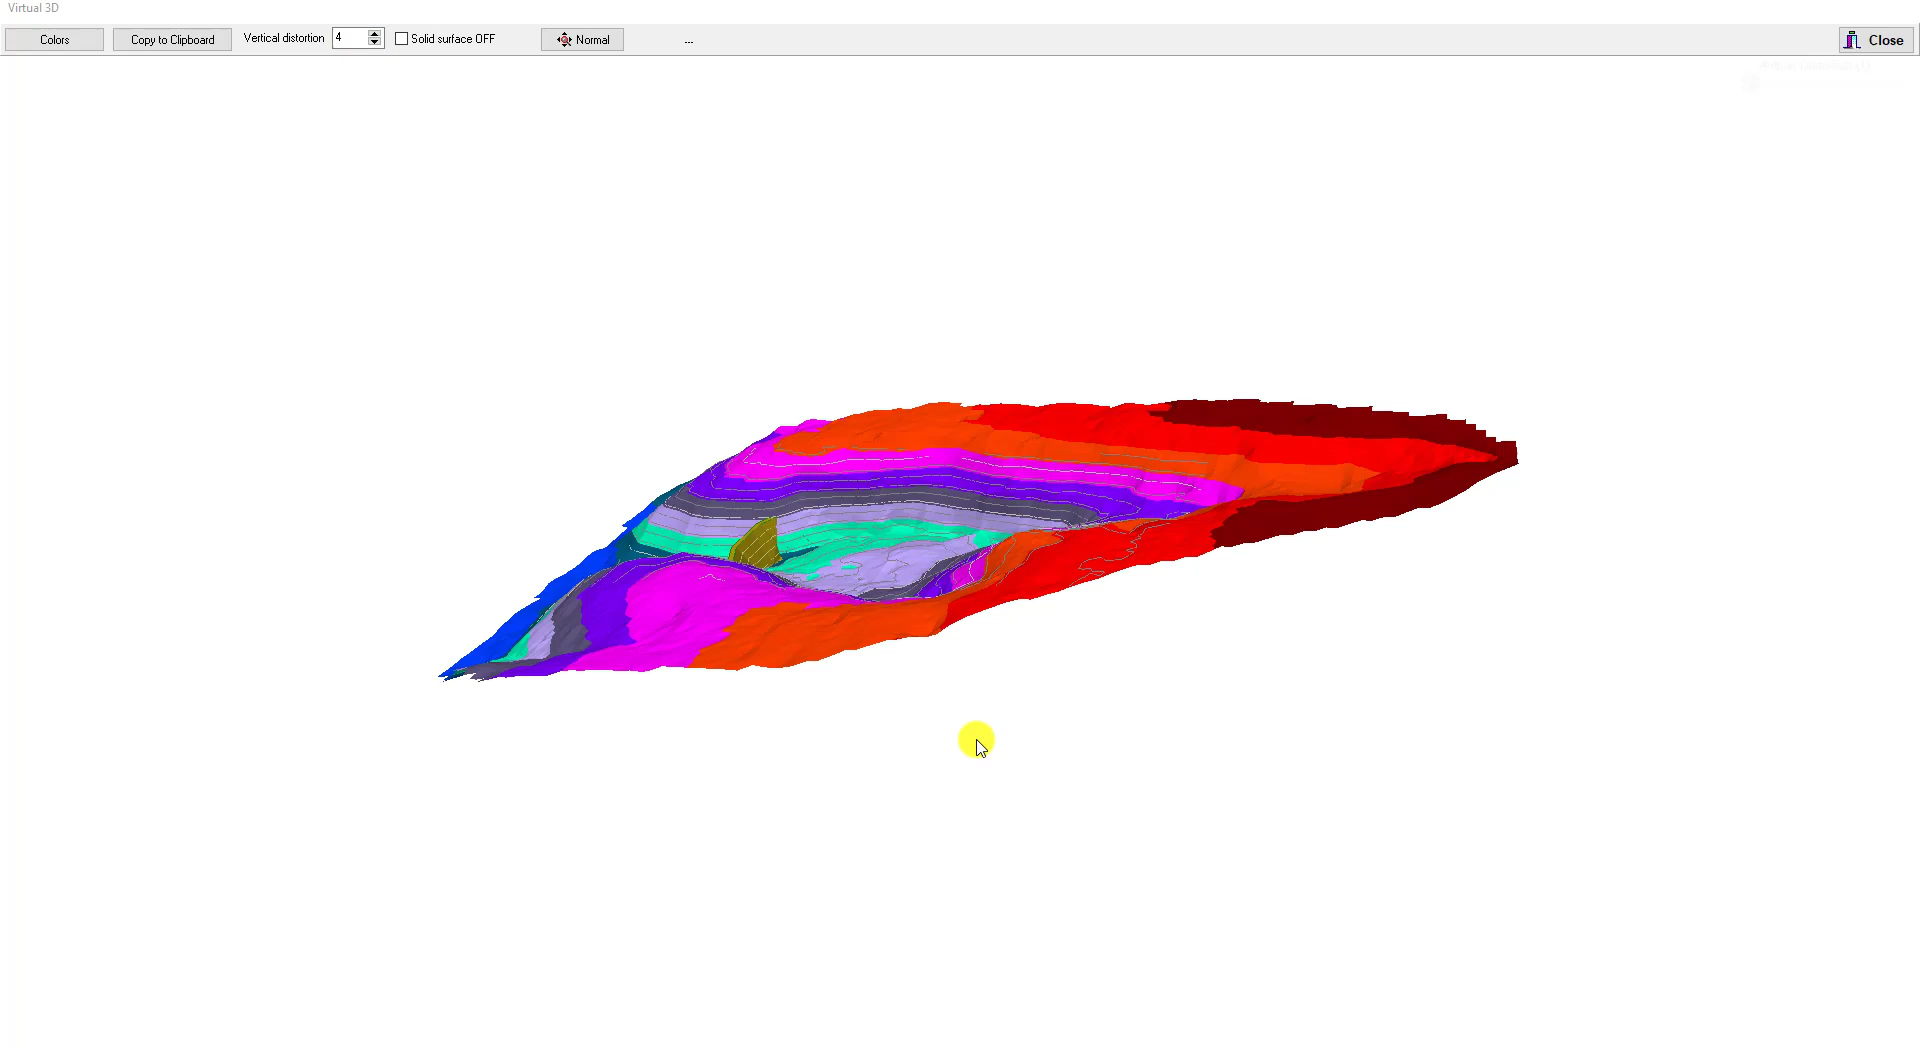 Virtual 3D
Colors
Copy to Clipboard
Vertical distortion
4
Solid surface OFF
Normal
...
Close